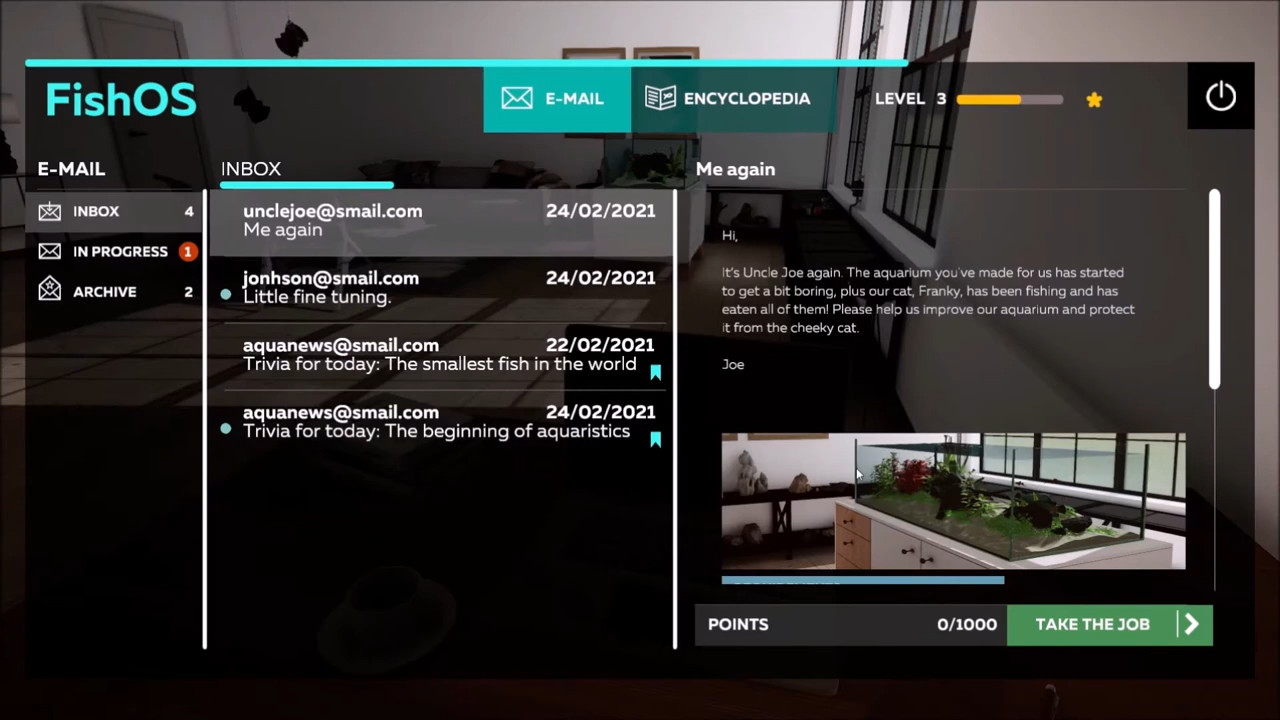 FishOS
E-MAIL
ENCYCLOPEDIA
LEVEL 3
E-MAIL
INBOX 4
IN PROGRESS 1
ARCHIVE 2
INBOX
unclejoe@smail.com 24/02/2021
Me again
jonhson@smail.com 24/02/2021
Little fine tuning.
aquanews@smail.com 22/02/2021
Trivia for today: The smallest fish in the world
aquanews@smail.com 24/02/2021
Trivia for today: The beginning of aquaristics
Me again
Hi,
It's Uncle Joe again. The aquarium you've made for us has started
to get a bit boring, plus our cat, Franky, has been fishing and has
eaten all of them! Please help us improve our aquarium and protect
it from the cheeky cat.
Joe
POINTS 0/1000
TAKE THE JOB